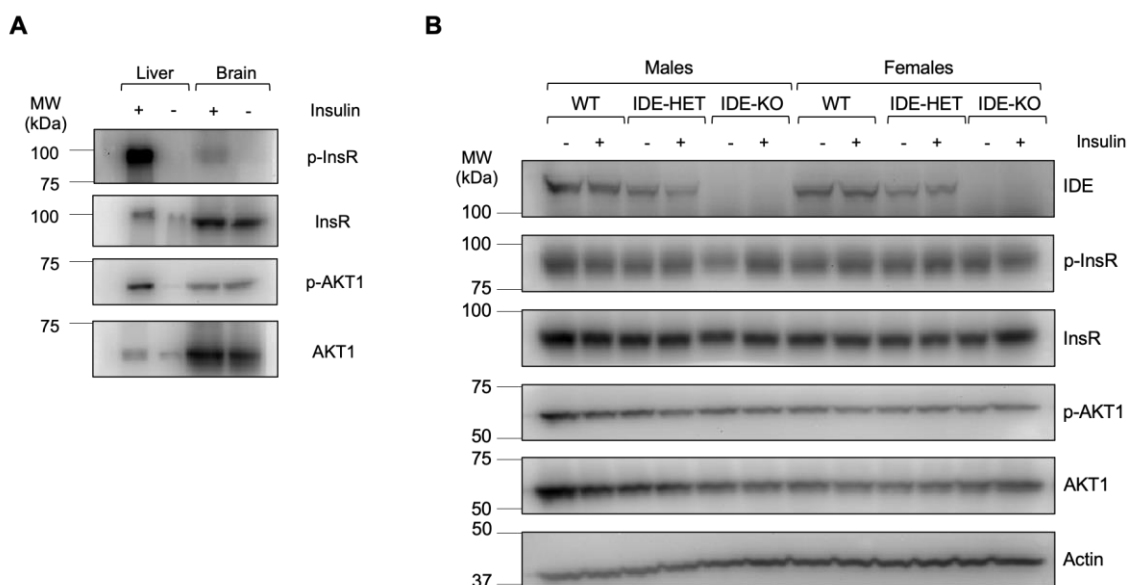 A
Liver Brain
MW
(kDa)
+ - + - Insulin
100
75
p-InsR
100
InsR
75
p-AKT1
75
AKT1
B
Males Females
WT IDE-HET IDE-KO WT IDE-HET IDE-KO
- + - + - + - + - + - + Insulin
MW
(kDa)
IDE
100
100
p-InsR
75
100
InsR
75
p-AKT1
50
75
AKT1
50
50
Actin
37